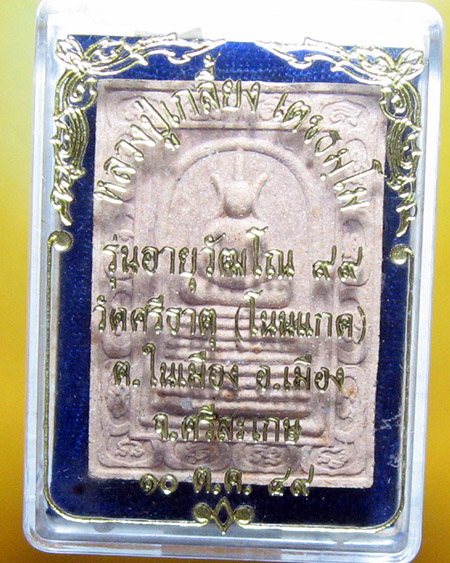 หลวงปู่เกลี้ยง เตชธมฺโม
รุ่นอายุวัฒโณ ๙๙
วัดศรีธาตุ (โนนแกด)
ต.ในเมือง อ.เมือง
จ.ศรีสะเกษ
๑๐ ต.ค. ๔๙